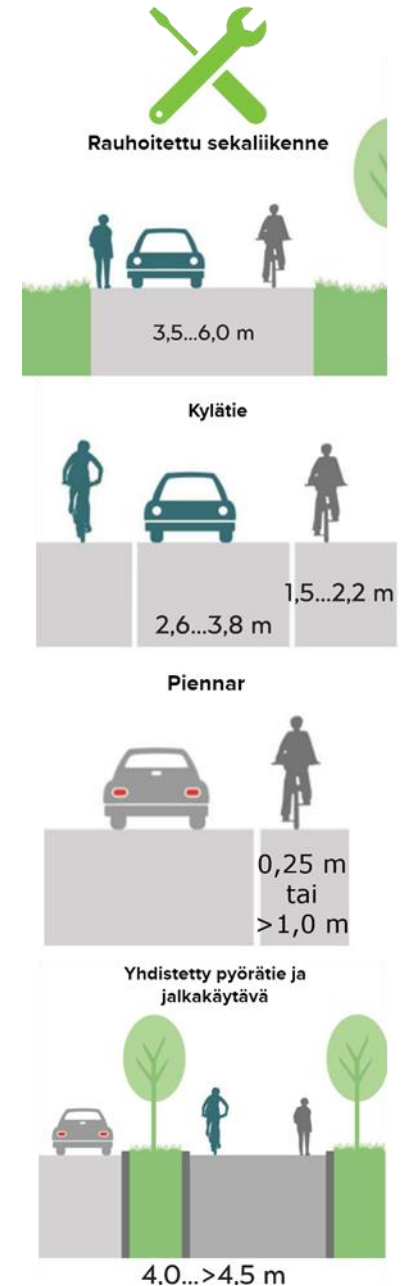 Rauhoitettu sekaliikenne
3,5...6,0 m
Kylätie
1,5...2,2 m
2,6...3,8 m
Piennar
0,25 m
tai
>1,0 m
Yhdistetty pyörätie ja
jalkakäytävä
4,0...>4,5 m